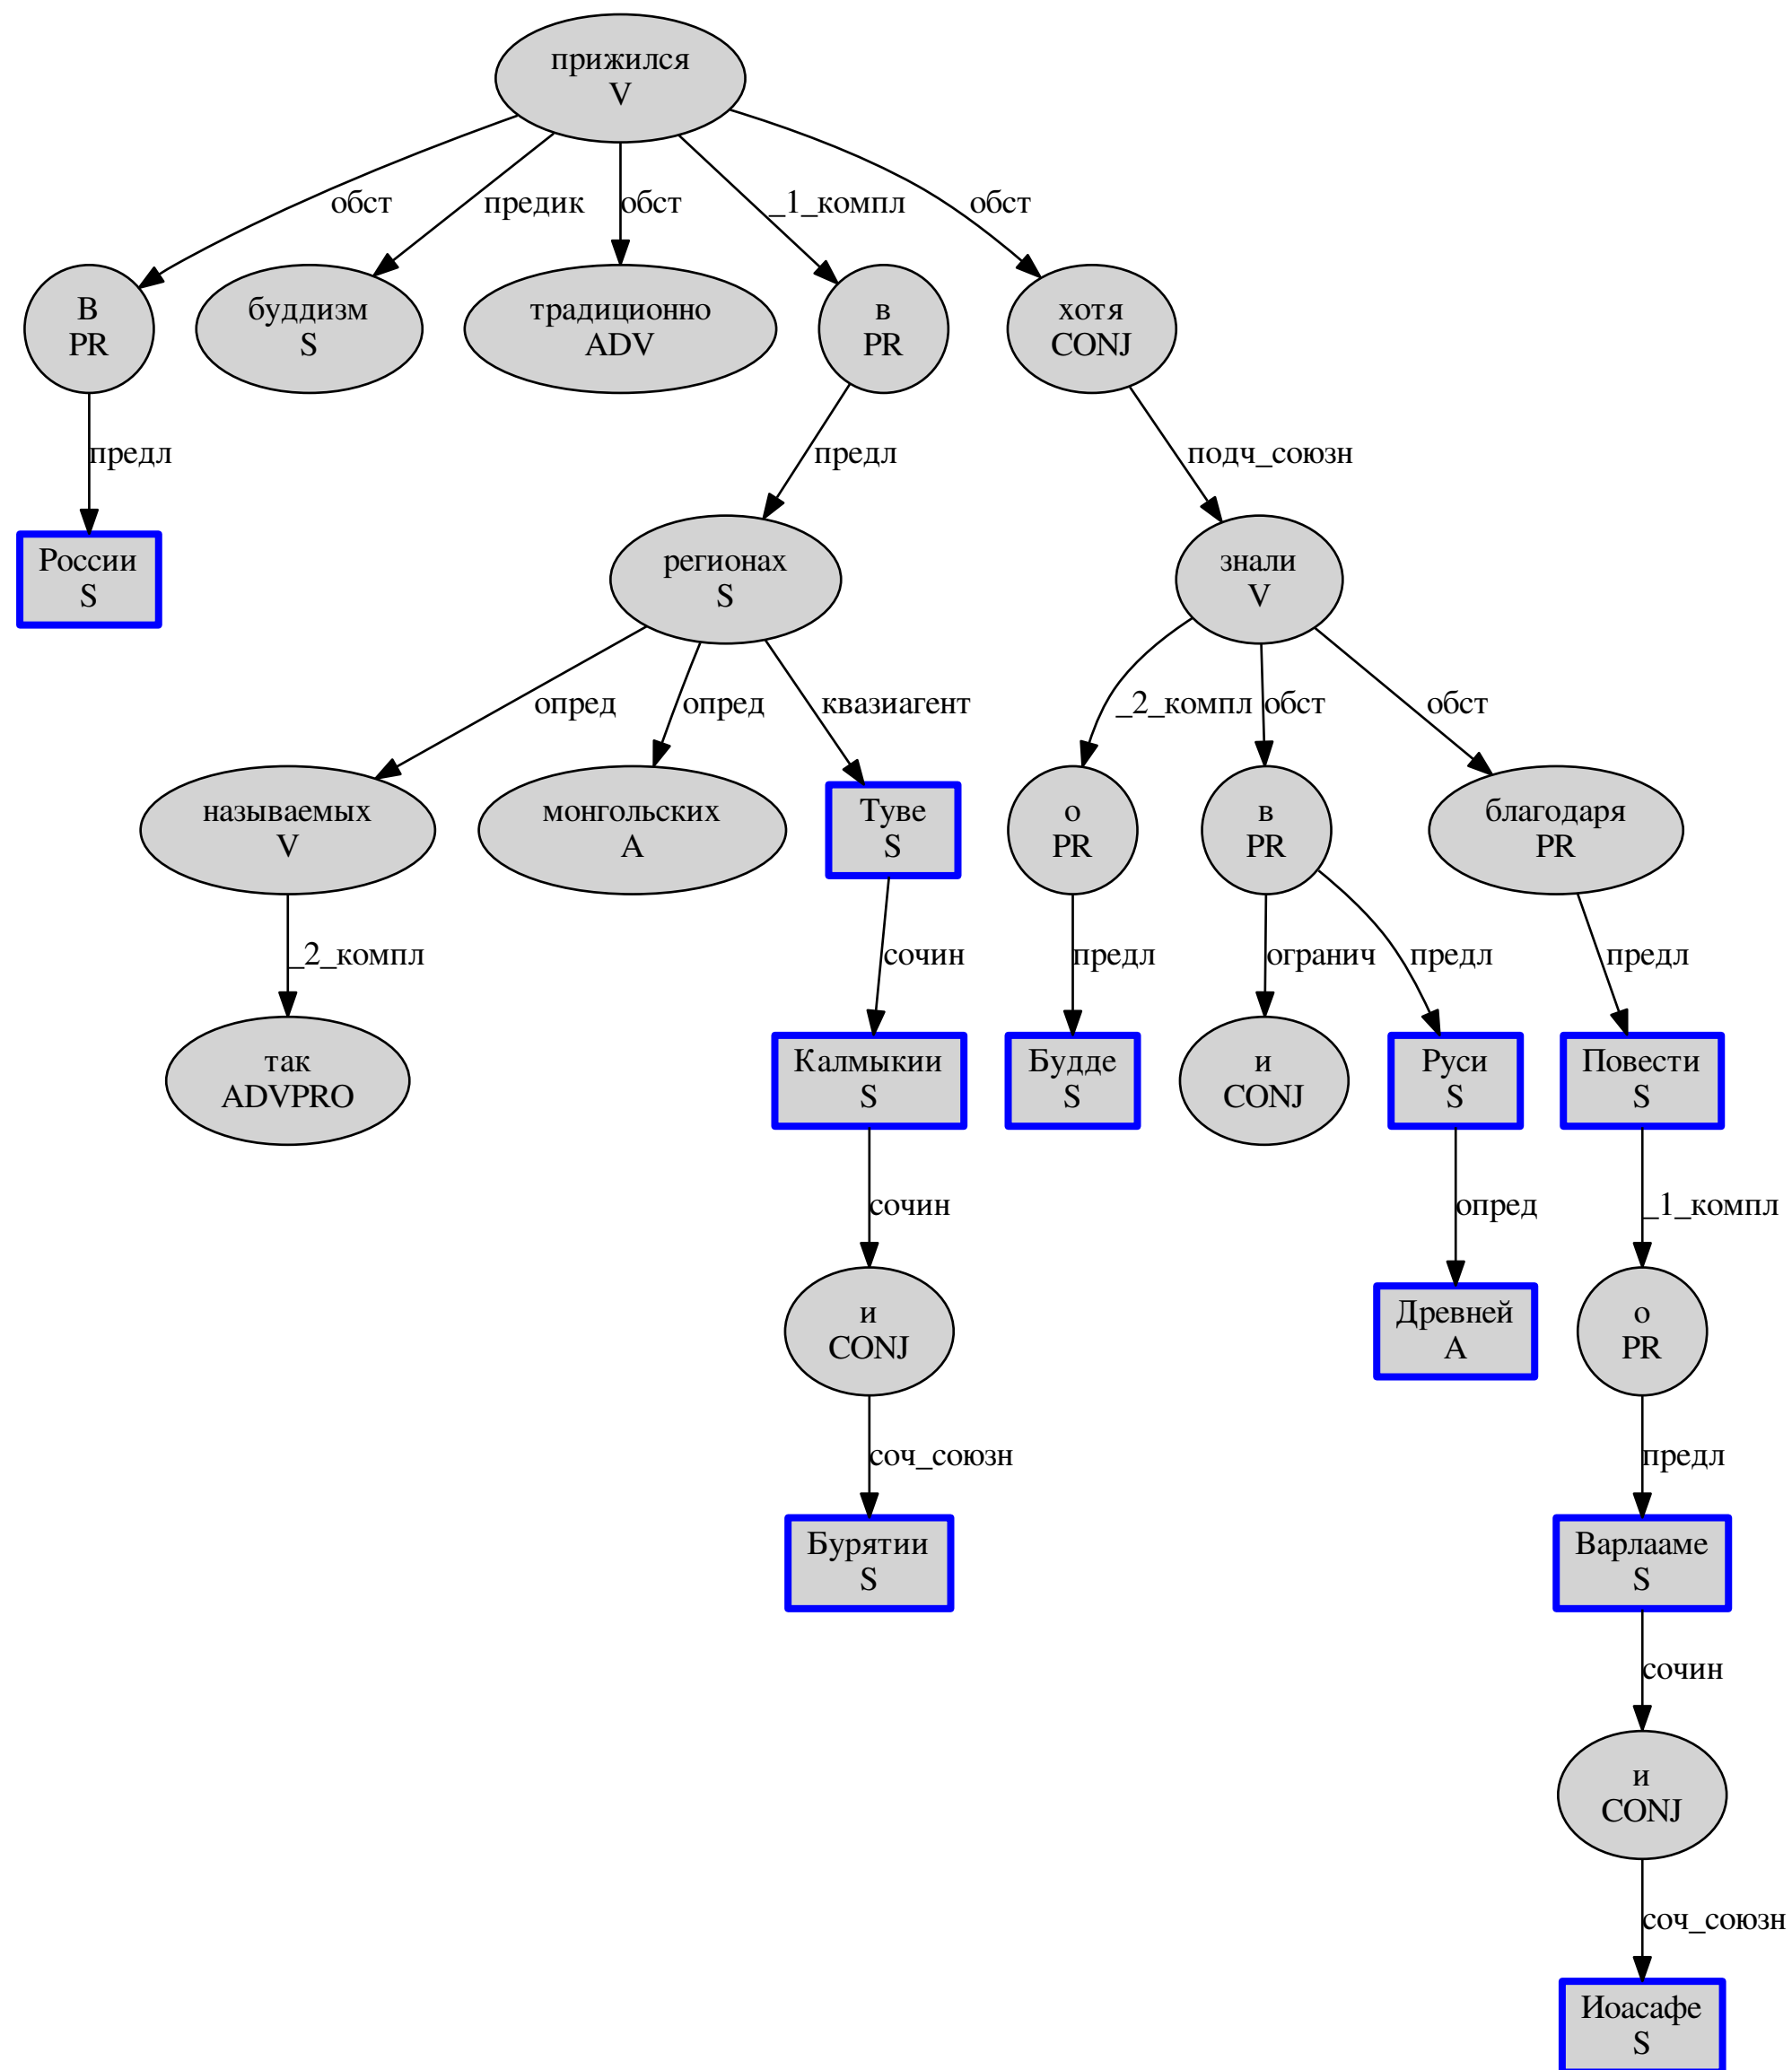 прижился
V
обст
предик
обст
_1_компл
обст
В
PR
буддизм
S
традиционно
ADV
в
PR
хотя
CONJ
предл
предл
подч_союзн
России
S
регионах
S
знали
V
опред
опред
квазиагент
_2_компл
обст
обст
называемых
V
монгольских
A
Туве
S
о
PR
в
PR
благодаря
PR
_2_компл
сочин
предл
огранич
предл
предл
так
ADVPRO
Калмыкии
S
Будде
S
и
CONJ
Руси
S
Повести
S
сочин
опред
_1_компл
и
CONJ
Древней
A
о
PR
соч_союзн
предл
Бурятии
S
Варлааме
S
сочин
и
CONJ
соч_союзн
Иоасафе
S